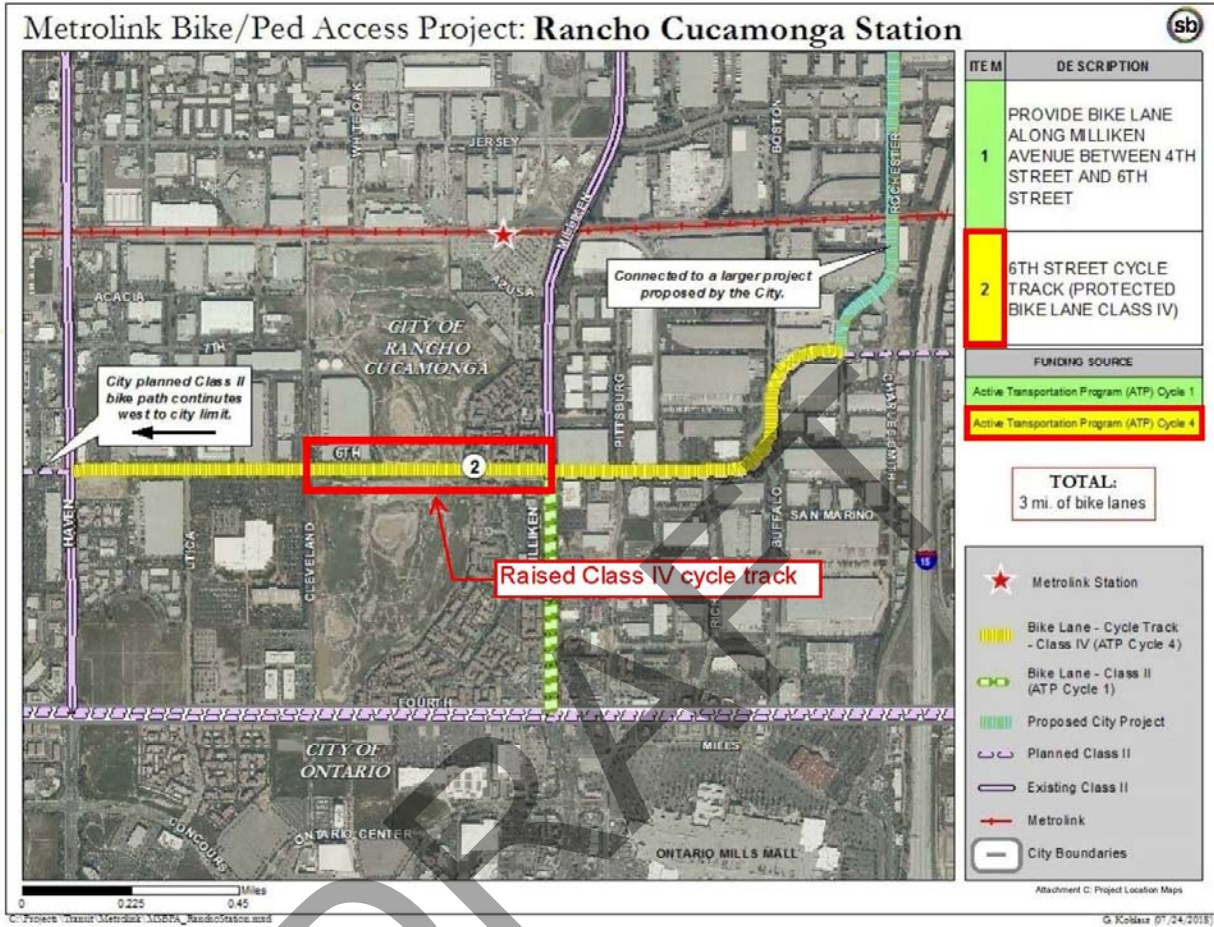 Metrolink Bike/Ped Access Project: Rancho Cucamonga Station
sb
WHITE OAK
JERSEY
BOSTON
ROCHESTER
MILLIKEN
AZUSA
ACACIA
7TH
CITY OF
RANCHO
CUCAMONGA
Connected to a larger project
proposed by the City.
City planned Class II
bike path continutes
west to city limit.
PITTSBURG
CHARLES SMITH
6TH
2
HAVEN
UTICA
CLEVELAND
MILLIKEN
BUFFALO
SAN MARINO
15
Raised Class IV cycle track
FOURTH
CITY OF
ONTARIO
MILLS
CONCOURS
ONTARIO CENTER
ONTARIO MILLS MALL
Miles
0 0.225 0.45
ITEM DESCRIPTION
1
PROVIDE BIKE LANE
ALONG MILLIKEN
AVENUE BETWEEN 4TH
STREET AND 6TH
STREET
2
6TH STREET CYCLE
TRACK (PROTECTED
BIKE LANE CLASS IV)
FUNDING SOURCE
Active Transportation Program (ATP) Cycle 1
Active Transportation Program (ATP) Cycle 4
TOTAL:
3 mi. of bike lanes
Metrolink Station
Bike Lane - Cycle Track
- Class IV (ATP Cycle 4)
Bike Lane - Class II
(ATP Cycle 1)
Proposed City Project
Planned Class II
Existing Class II
Metrolink
City Boundaries
Attachment C: Project Location Maps
C:\Projects\Transit\Metrolink\MSBPA_RanchoStation.mxd
(07/24/2018)
DRAFT